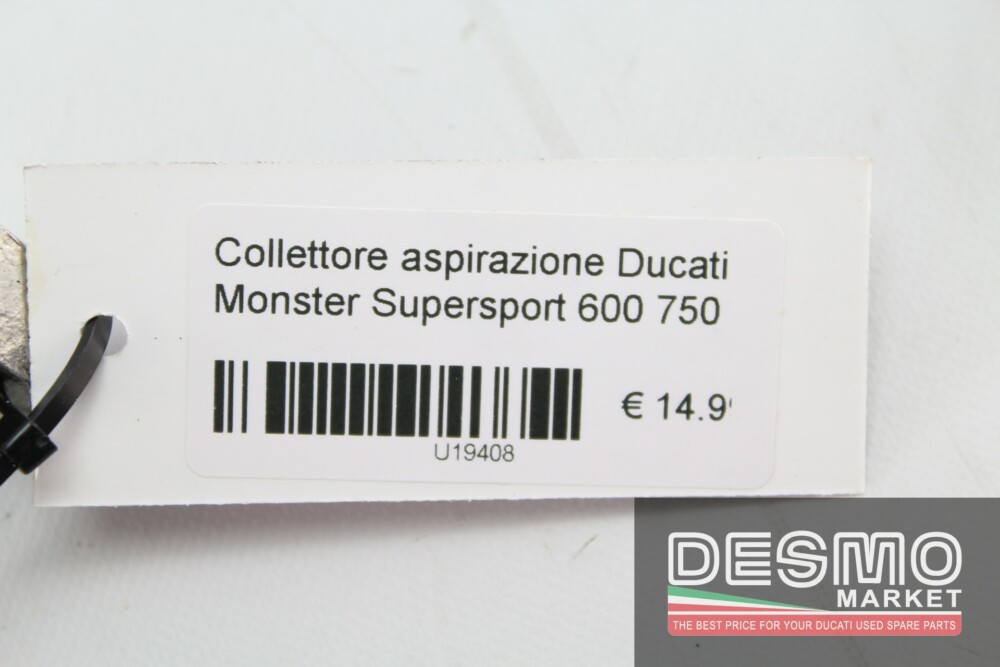 Collettore aspirazione Ducati
Monster Supersport 600 750
€ 14.9
U19408
DESMO
MARKET
THE BEST PRICE FOR YOUR DUCATI USED SPARE PARTS